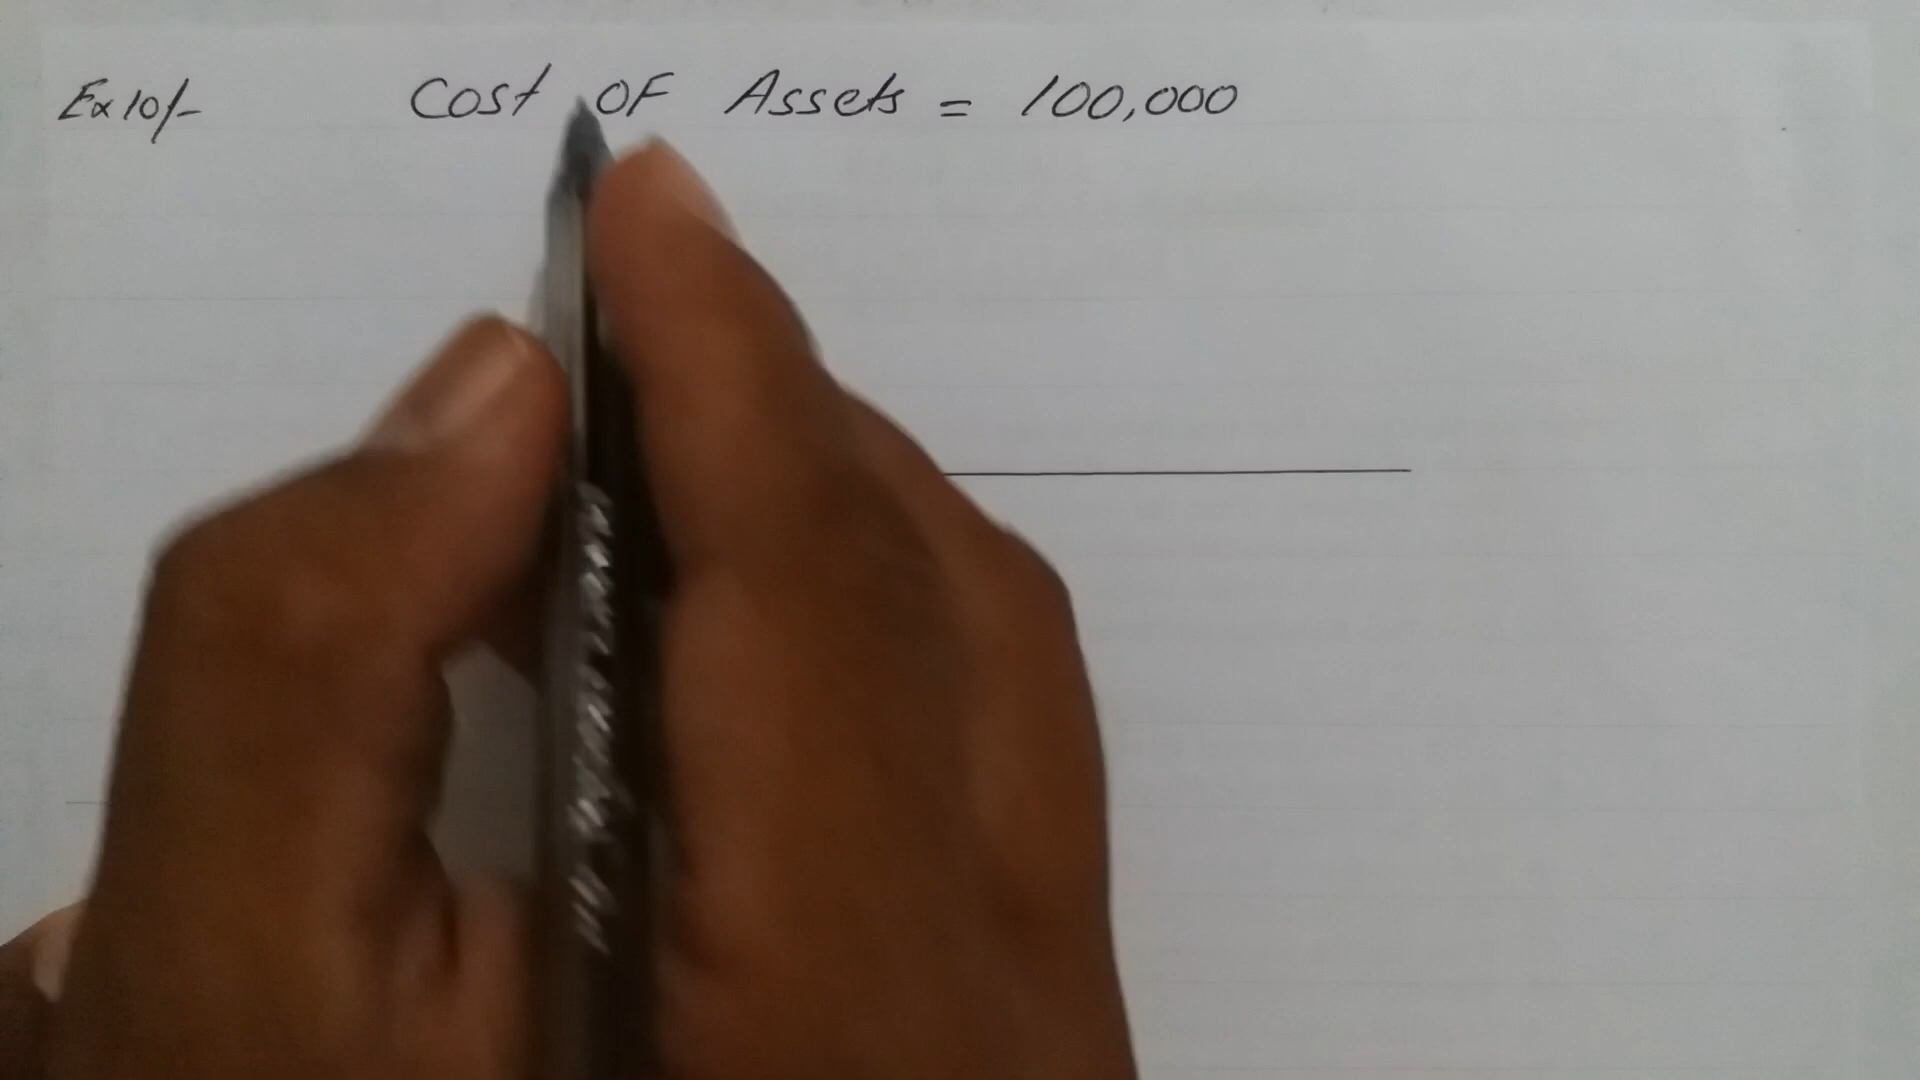 Ex 10/- Cost OF Assets = 100,000